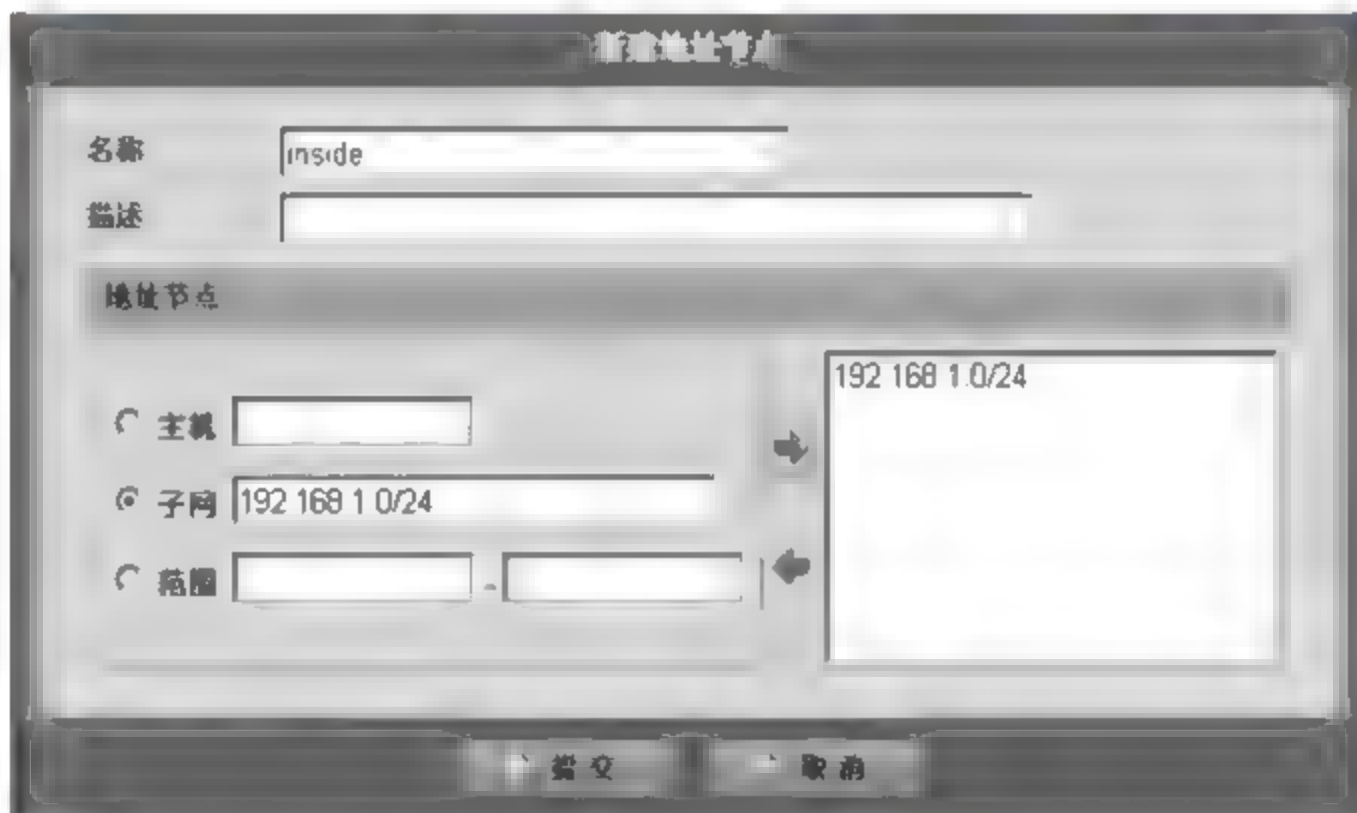 新建地址节点
名称 inside
描述
地址节点
192 168 1.0/24
主机
子网 192 168 1 0/24
范围 -
提交 取消